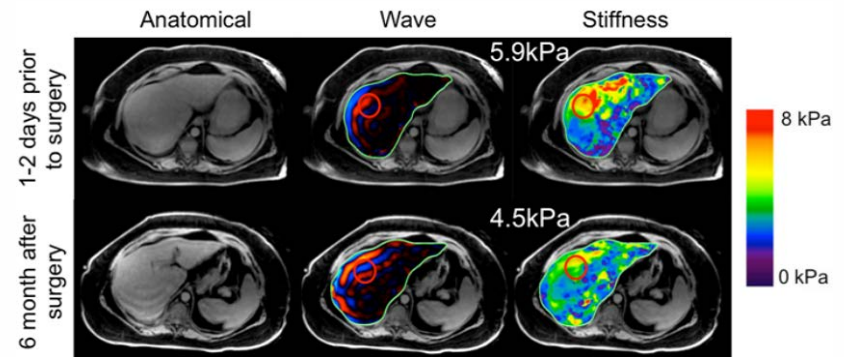 Anatomical Wave Stiffness
1-2 days prior
to surgery
5.9kPa
8 kPa
6 month after
surgery
4.5kPa
0 kPa